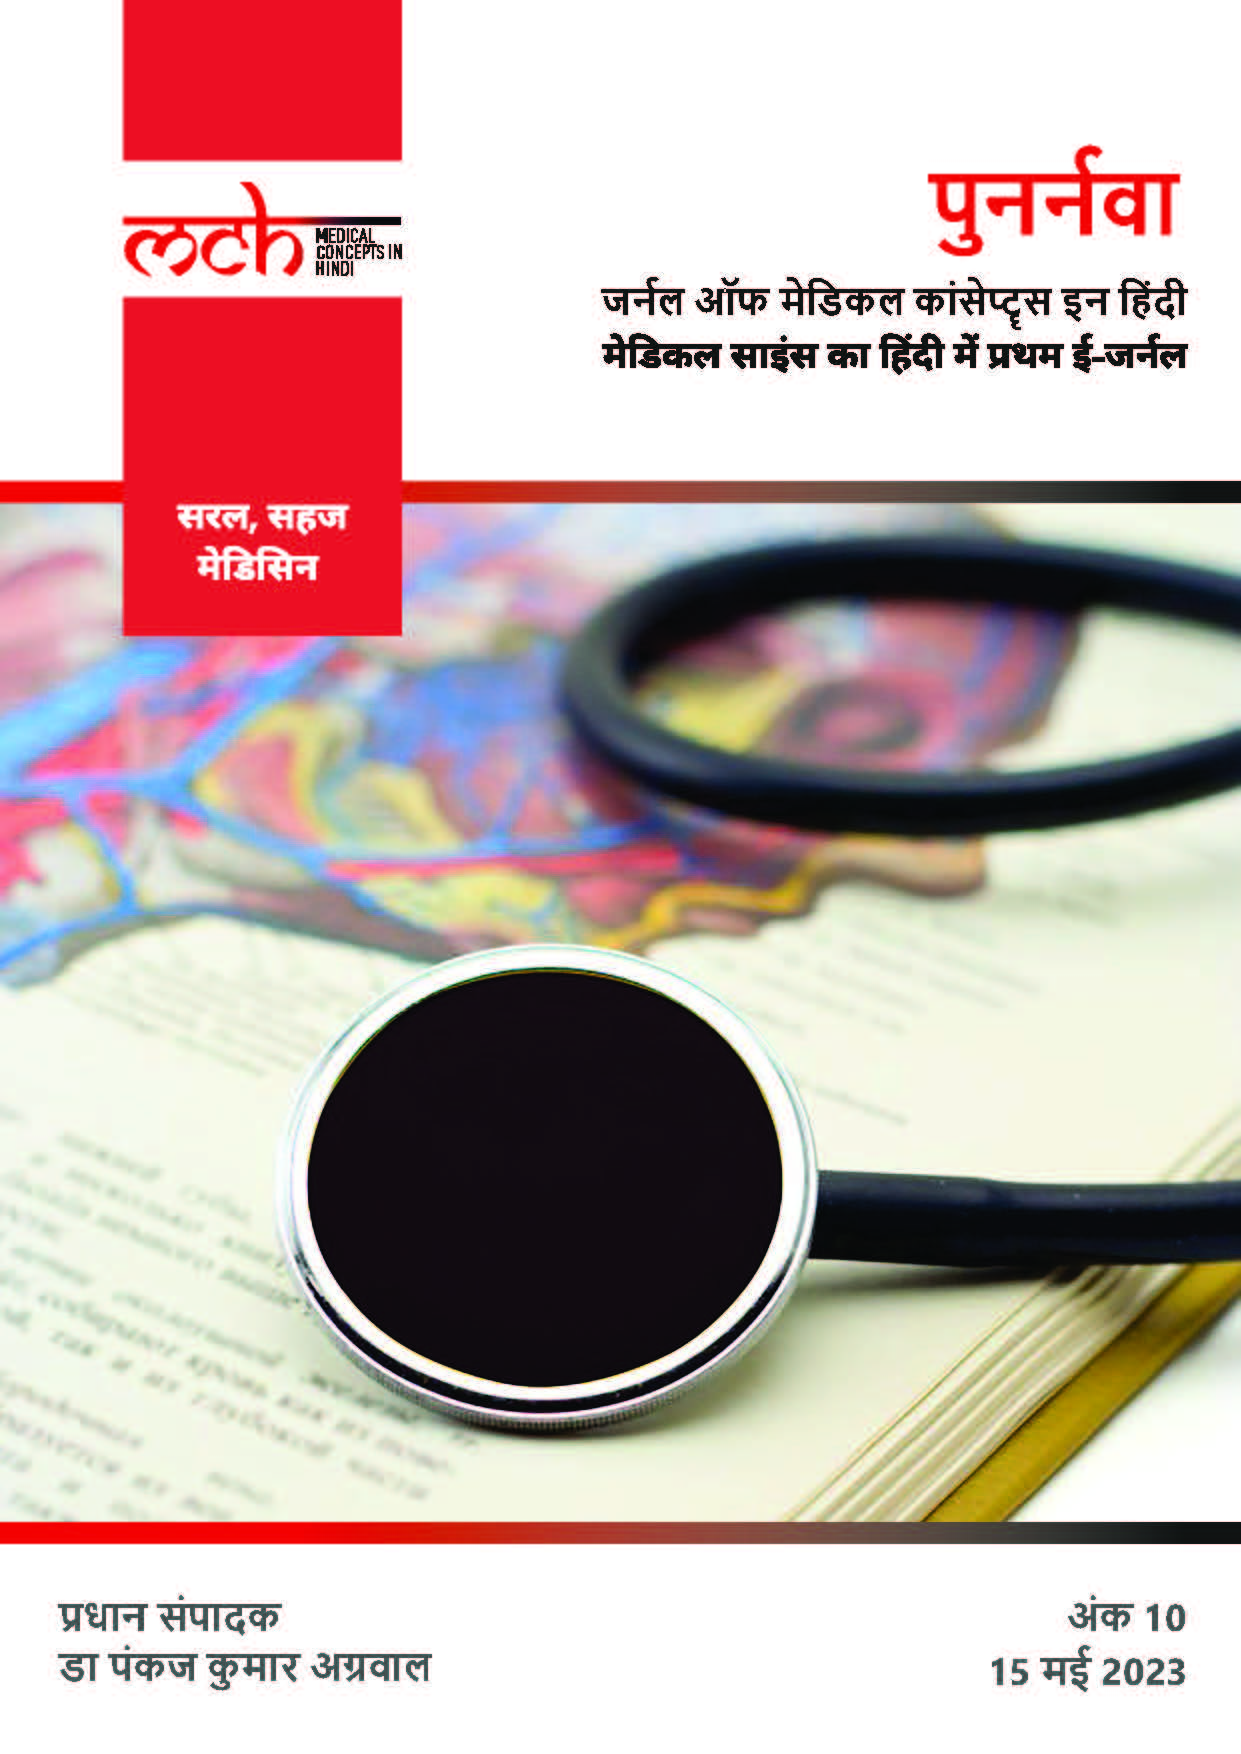 mch
MEDICAL
CONCEPTS IN
HINDI
पुनर्नवा
जर्नल ऑफ मेडिकल कांसेप्ट्स इन हिंदी
मेडिकल साइंस का हिंदी में प्रथम ई-जर्नल
सरल, सहज
मेडिसिन
प्रधान संपादक
डा पंकज कुमार अग्रवाल
अंक 10
15 मई 2023